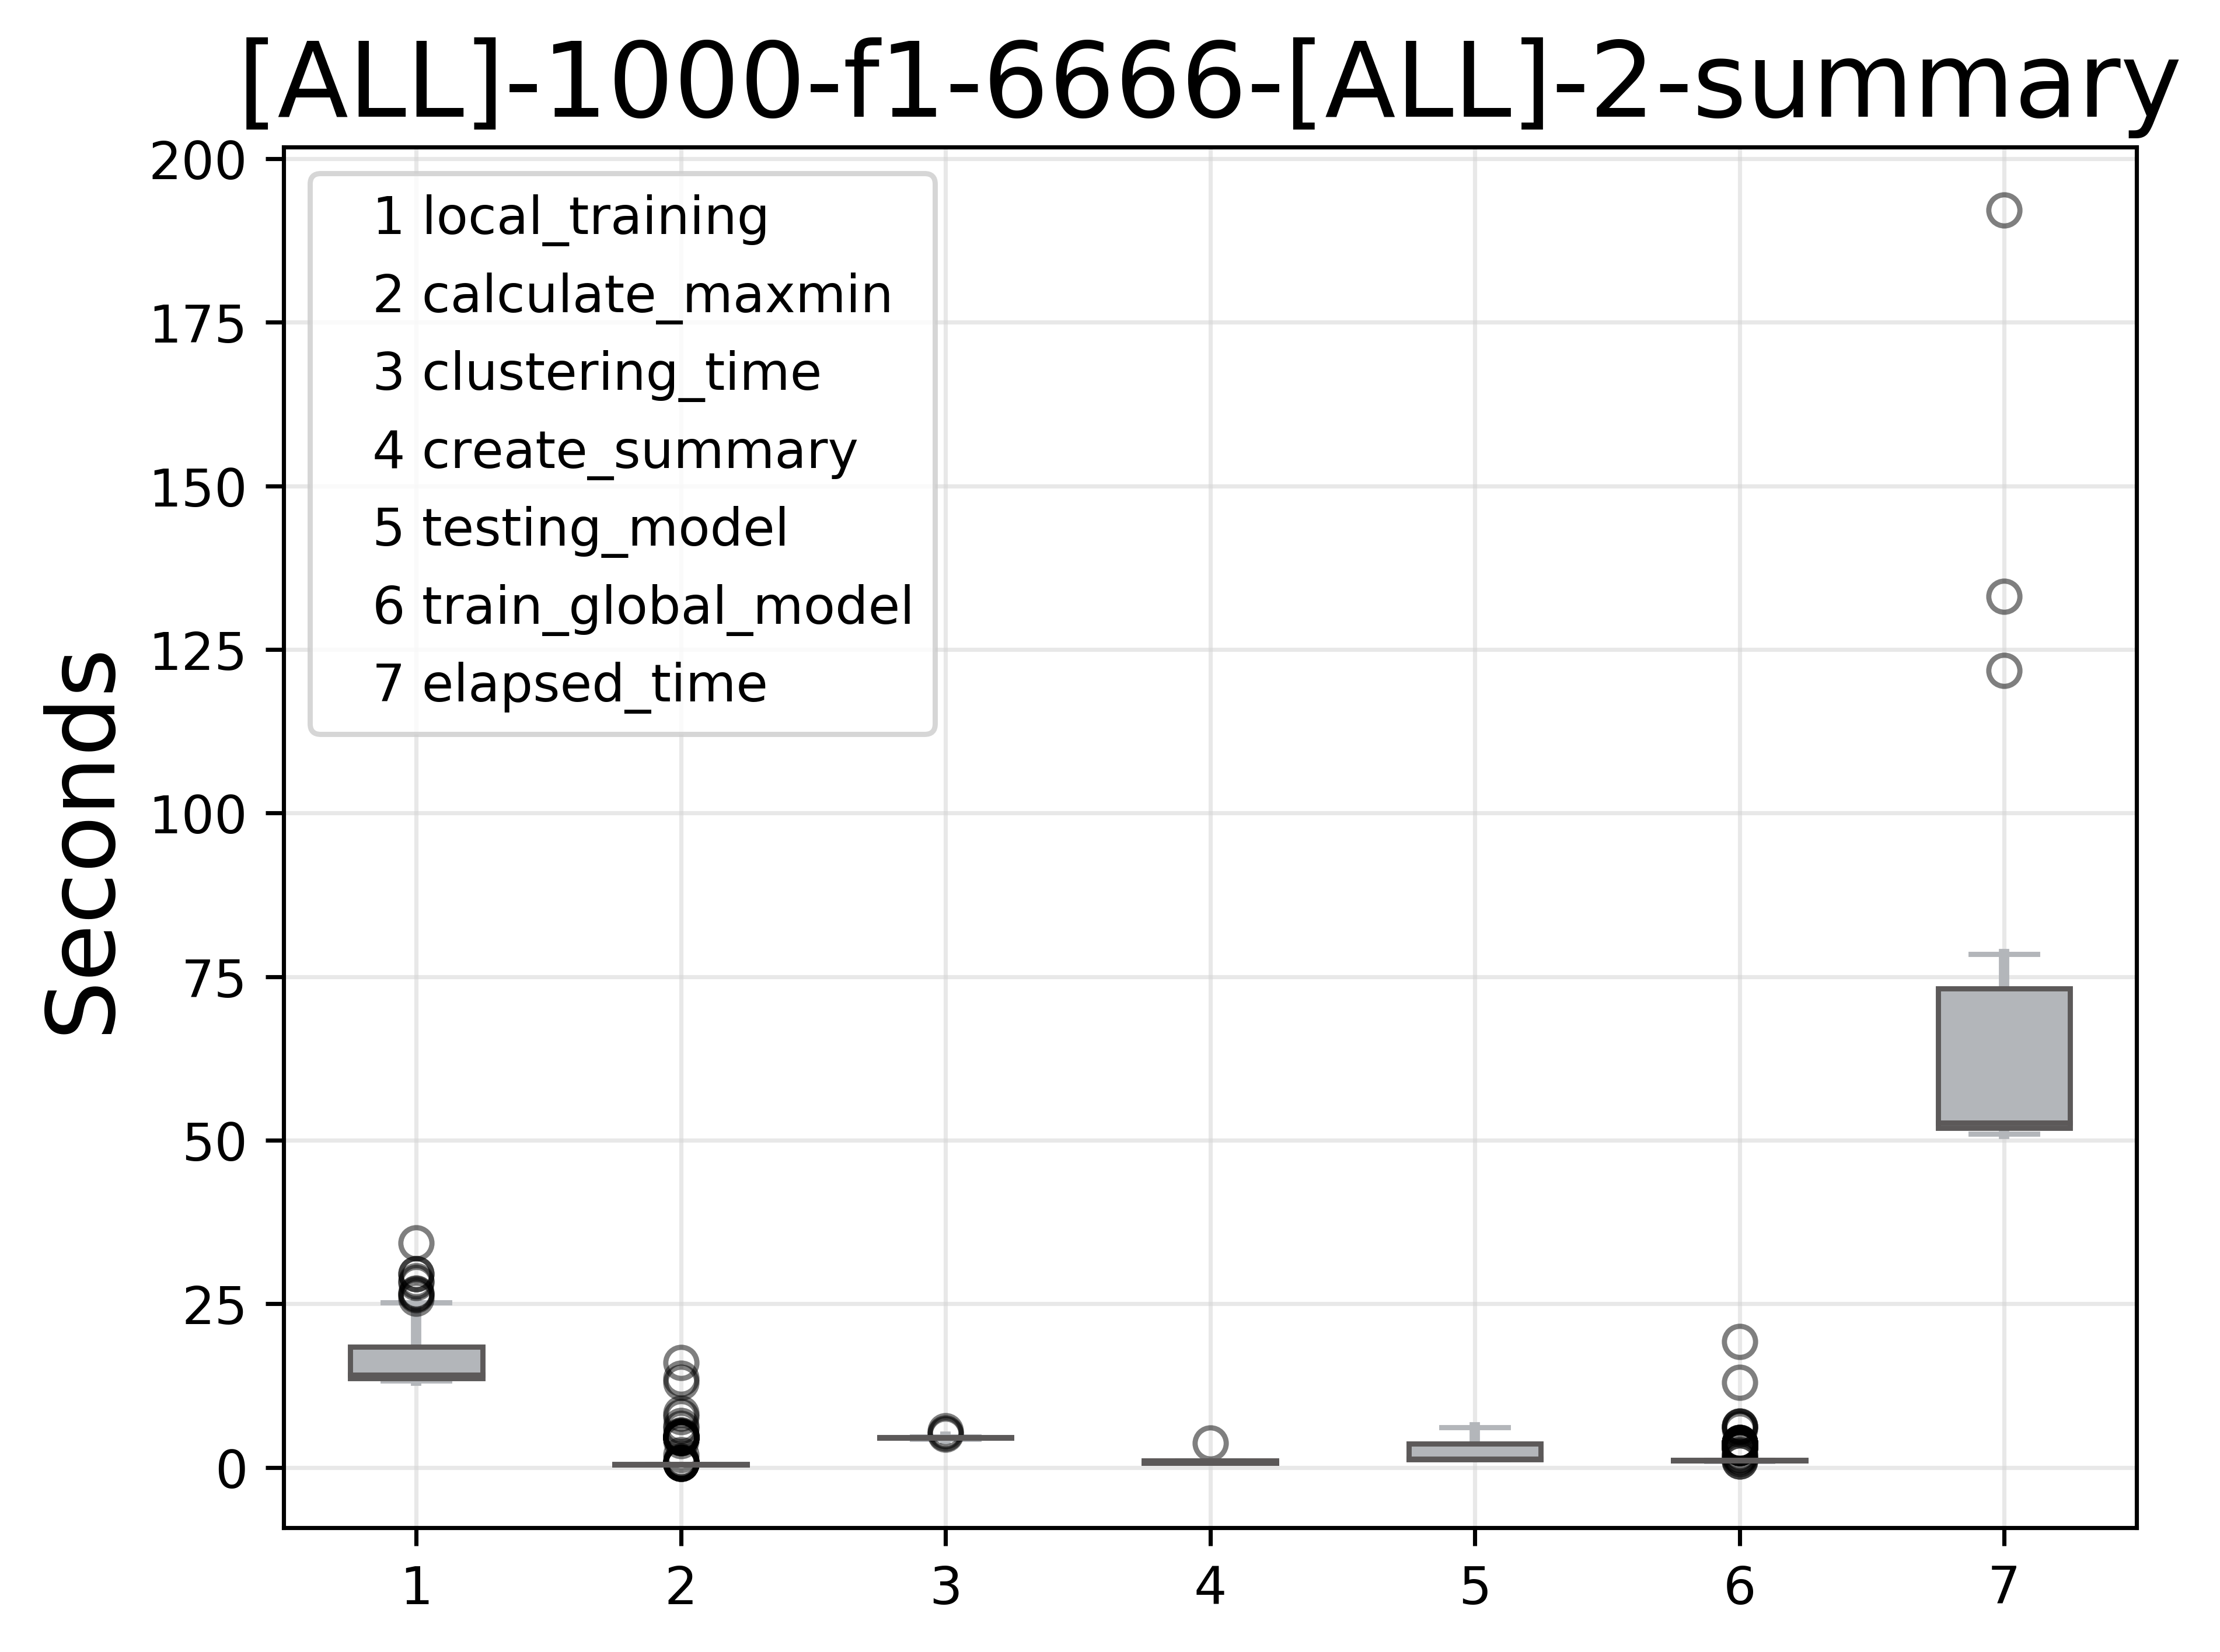 [ALL]-1000-f1-6666-[ALL]-2-summary
200
175
150
125
100
75
50
25
0
Seconds
1 local_training
2 calculate_maxmin
3 clustering_time
4 create_summary
5 testing_model
6 train_global_model
7 elapsed_time
1 2 3 4 5 6 7